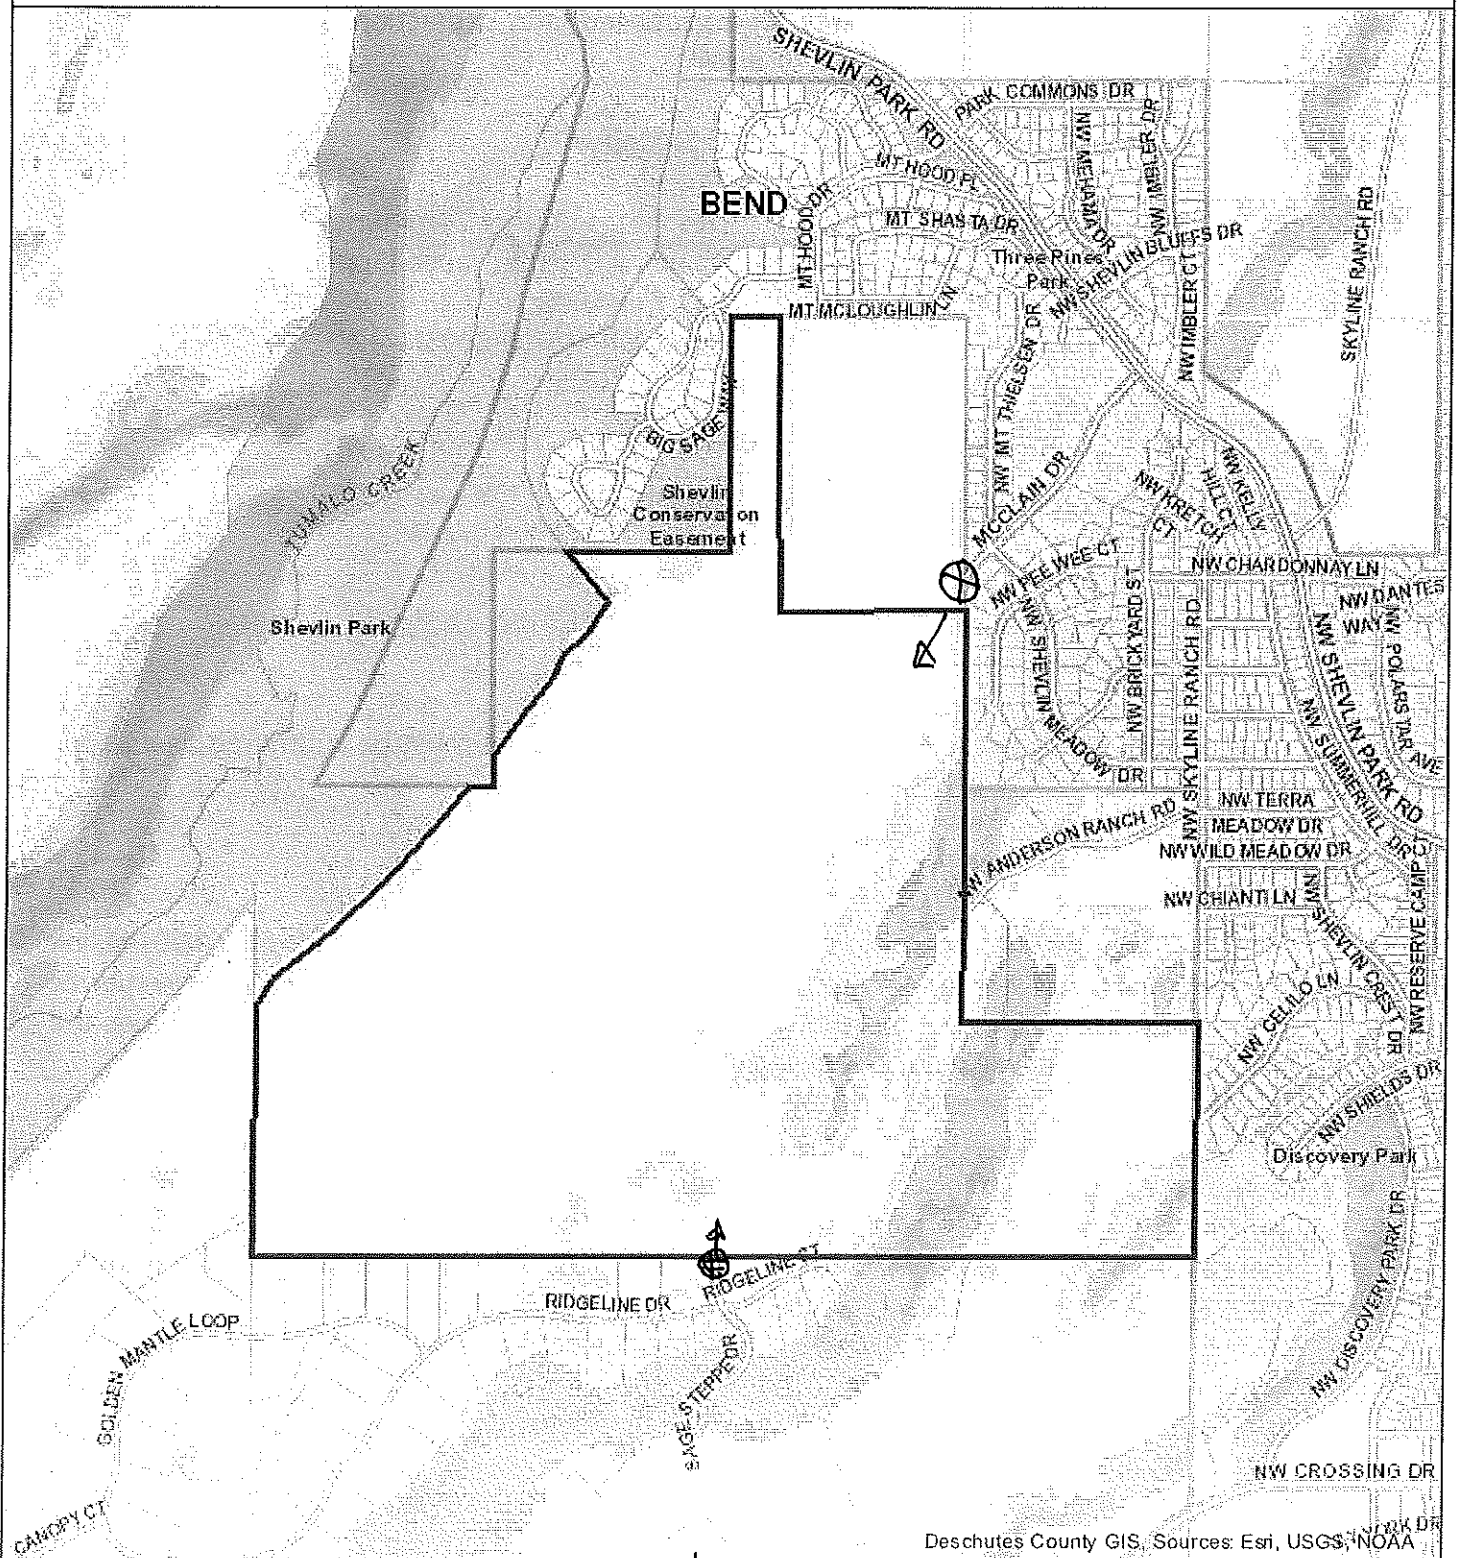 SHEVLIN PARK RD
PARK COMMONS DR
NW MEHAMA DR
NW IMBLER DR
MT HOOD PL
BEND
MT HOOD DR
MT SHASTA DR
NW SHEVLIN BLUFFS DR
Three Pines
Park
SKYLINE RANCH RD
NW IMBLER CT
MT MCLOUGHLIN LN
NW MT THIELSEN DR
BIG SAGE
MCCLAIN DR
TUMALO CREEK
Shevlin
Conservation
Easement
NW KRETCH
CT
NW KELLY
HILL CT
NW PEE WEE CT
NW CHARDONNAY LN
NW DANTES
WAY
Shevlin Park
NW SHEVLIN
MEADOW DR
NW BRICKYARD ST
NW SKYLINE RANCH RD
NW SHEVLIN PARK RD
NW POLARSTAR AVE
NW SUMMERHILL DR
NW TERRA
MEADOW DR
NW ANDERSON RANCH RD
NW WILD MEADOW DR
NW CHIANTI LN
NW SHEVLIN CREST DR
NW RESERVE CAMP CT
NW CELILO LN
NW SHIELDS DR
Discovery Park
NW DISCOVERY PARK DR
RIDGELINE CT
RIDGELINE DR
GOLDEN MANTLE LOOP
SAGE STEPPE DR
NW CROSSING DR
CANOPY CT
Deschutes County GIS, Sources: Esri, USGS, NOAA